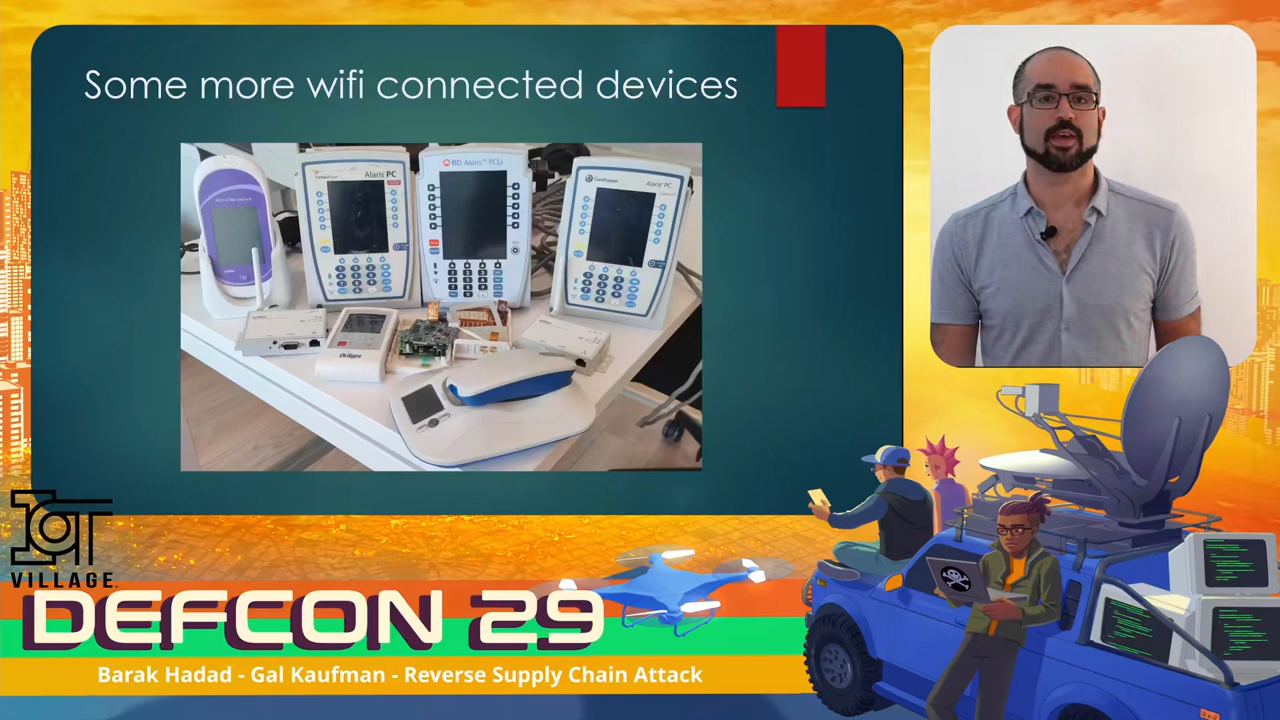 Some more wifi connected devices
Alaris PC
BD Alaris™ PCU
CareFusion
Alaris® PC
Dräger
IOT
VILLAGE
DEFCON 29
Barak Hadad - Gal Kaufman - Reverse Supply Chain Attack